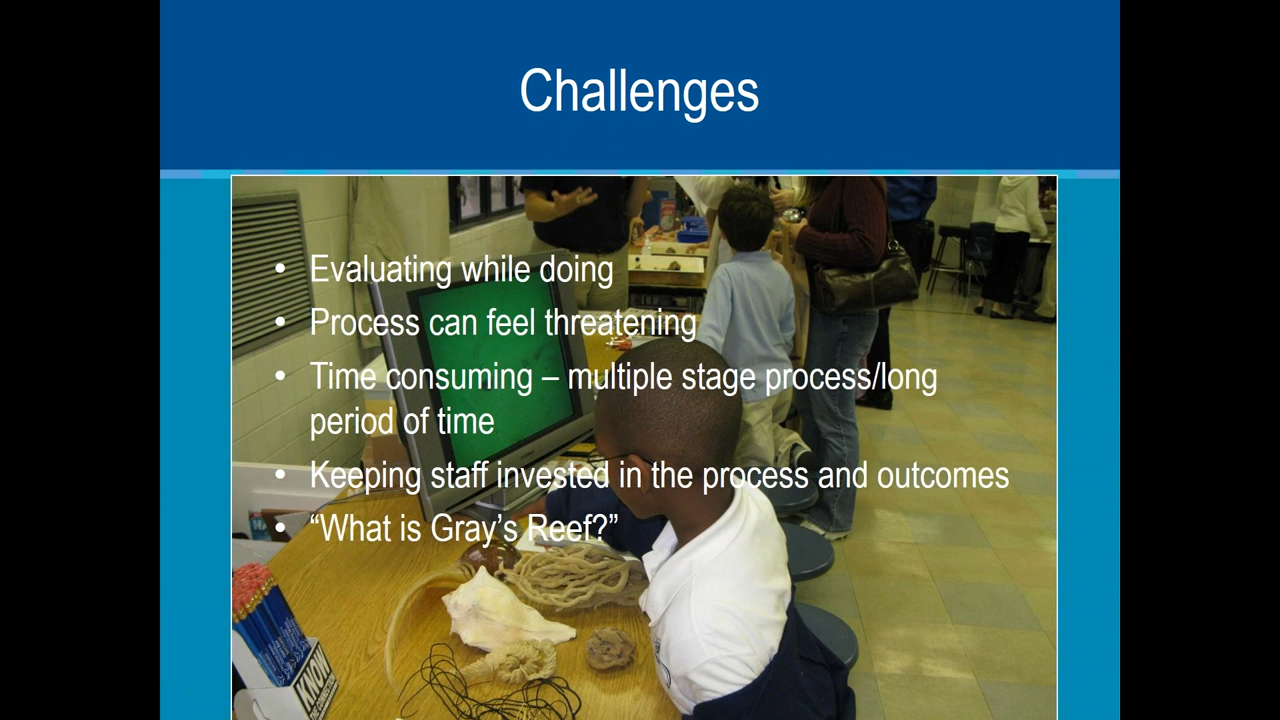 Challenges
• Evaluating while doing
• Process can feel threatening
• Time consuming – multiple stage process/long
period of time
• Keeping staff invested in the process and outcomes
• “What is Gray’s Reef?”
KNOW